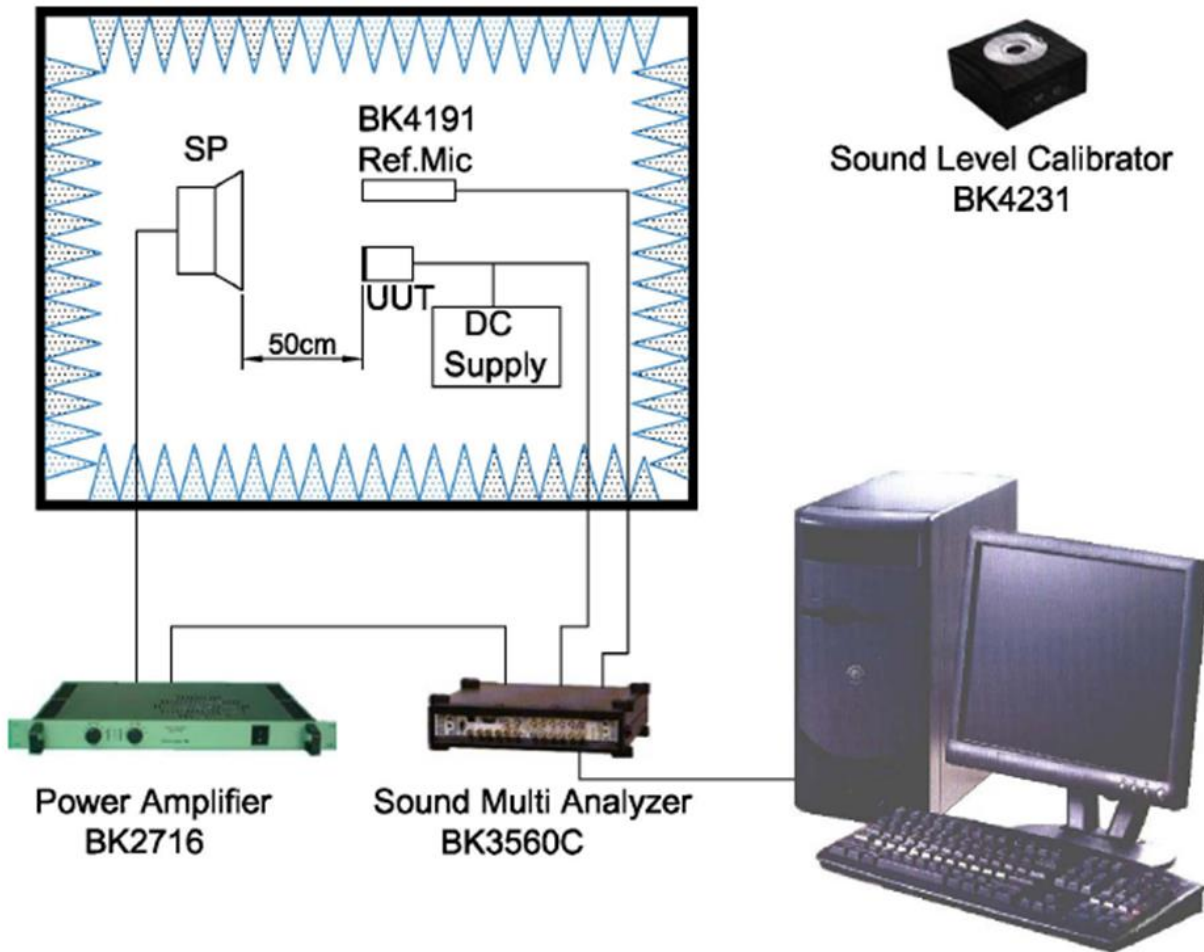 BK4191
Ref.Mic
SP
UUT
50cm
DC
Supply
Sound Level Calibrator
BK4231
Power Amplifier
BK2716
Sound Multi Analyzer
BK3560C